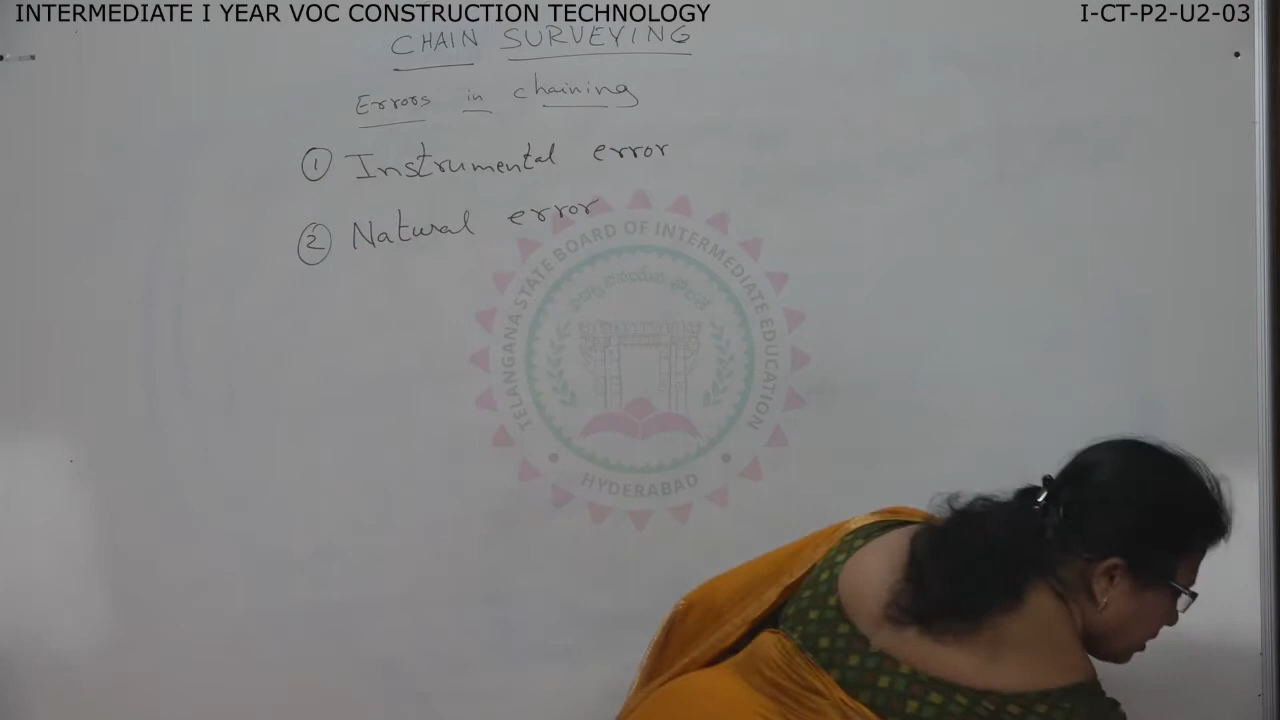 INTERMEDIATE I YEAR VOC CONSTRUCTION TECHNOLOGY
I-CT-P2-U2-03
CHAIN SURVEYING
Errors in chaining
① Instrumental error
② Natural error
TELANGANA STATE BOARD OF INTERMEDIATE EDUCATION
HYDERABAD